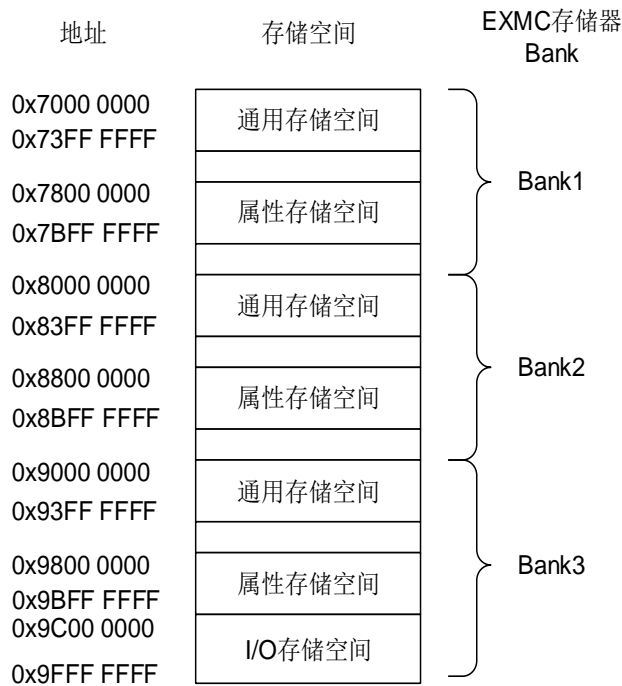 地址 存储空间 EXMC存储器
Bank
0x7000 0000
0x73FF FFFF
通用存储空间
0x7800 0000
0x7BFF FFFF
属性存储空间
Bank1
0x8000 0000
0x83FF FFFF
通用存储空间
0x8800 0000
0x8BFF FFFF
属性存储空间
Bank2
0x9000 0000
0x93FF FFFF
通用存储空间
0x9800 0000
0x9BFF FFFF
属性存储空间
Bank3
0x9C00 0000
0x9FFF FFFF
I/O存储空间